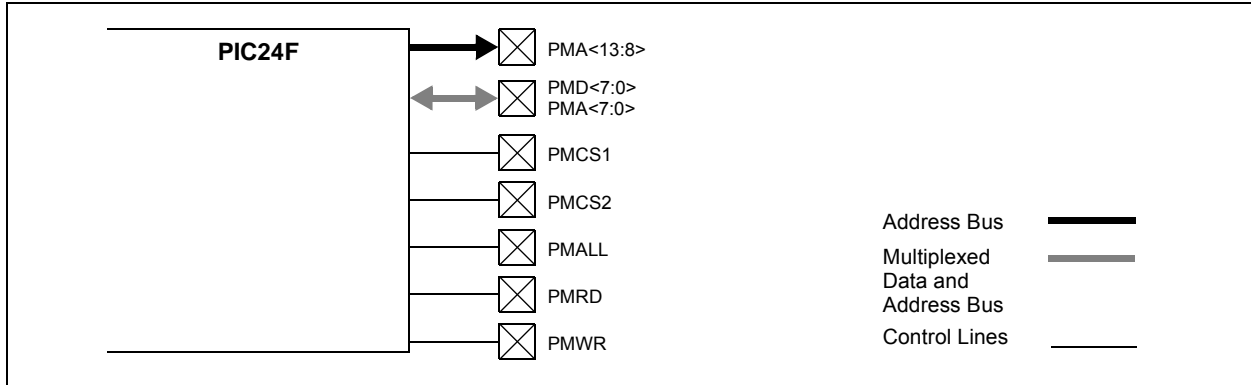 PIC24F
PMA<13:8>
PMD<7:0>
PMA<7:0>
PMCS1
PMCS2
PMALL
PMRD
PMWR
Address Bus
Multiplexed
Data and
Address Bus
Control Lines